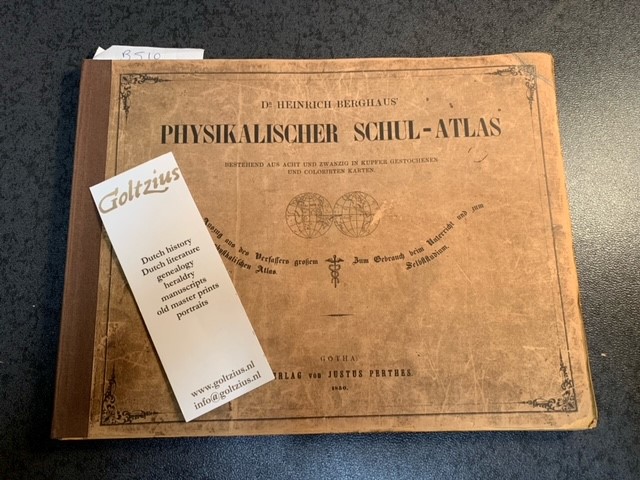 B510
Dr. HEINRICH BERGHAUS'
PHYSIKALISCHER SCHUL-ATLAS
BESTEHEND AUS ACHT UND ZWANZIG IN KUPFER GESTOCHENEN
UND COLORIRTEN KARTEN.
Auszug aus des Verfassers großem
physikalischen Atlas.
Zum Gebrauch beim Unterricht und zum
Selbststudium.
GOTHA
VERLAG VON JUSTUS PERTHES.
1850.
Goltzius
Dutch history
Dutch literature
genealogy
heraldry
manuscripts
old master prints
portraits
www.goltzius.nl
info@goltzius.nl